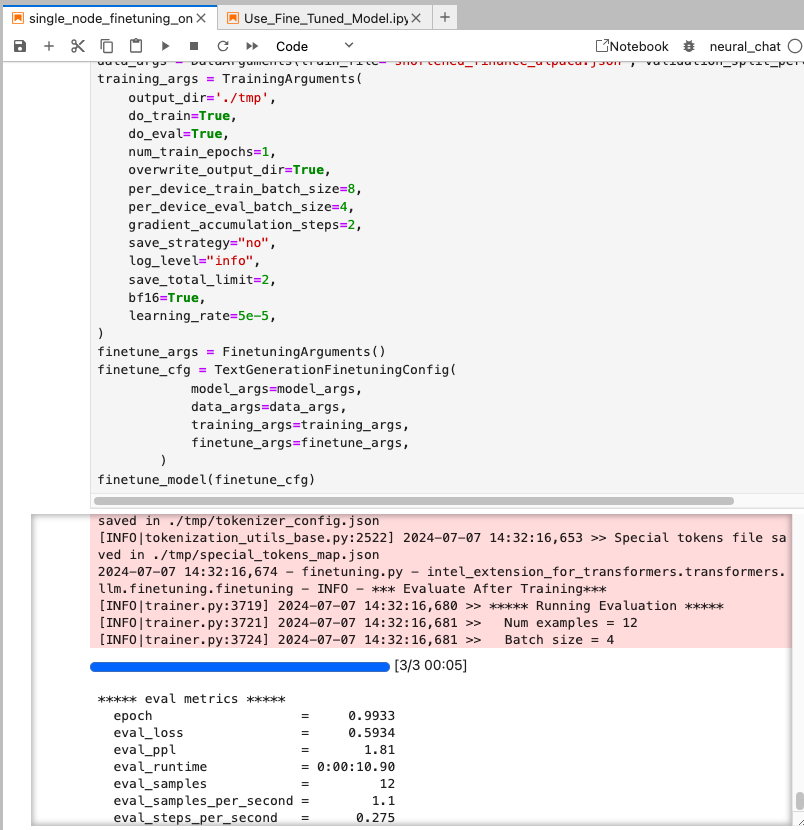 single_node_finetuning_on
Use_Fine_Tuned_Model.ipy
Code
Notebook
neural_chat
data_args = DataArguments(train_file="shortened_finance_alpaca.json", validation_split_per
training_args = TrainingArguments(
output_dir='./tmp',
do_train=True,
do_eval=True,
num_train_epochs=1,
overwrite_output_dir=True,
per_device_train_batch_size=8,
per_device_eval_batch_size=4,
gradient_accumulation_steps=2,
save_strategy="no",
log_level="info",
save_total_limit=2,
bf16=True,
learning_rate=5e-5,
)
finetune_args = FinetuningArguments()
finetune_cfg = TextGenerationFinetuningConfig(
model_args=model_args,
data_args=data_args,
training_args=training_args,
finetune_args=finetune_args,
)
finetune_model(finetune_cfg)
saved in ./tmp/tokenizer_config.json
[INFO|tokenization_utils_base.py:2522] 2024-07-07 14:32:16,653 >> Special tokens file sa
ved in ./tmp/special_tokens_map.json
2024-07-07 14:32:16,674 - finetuning.py - intel_extension_for_transformers.transformers.
llm.finetuning.finetuning - INFO - *** Evaluate After Training***
[INFO|trainer.py:3719] 2024-07-07 14:32:16,680 >> ***** Running Evaluation *****
[INFO|trainer.py:3721] 2024-07-07 14:32:16,681 >>   Num examples = 12
[INFO|trainer.py:3724] 2024-07-07 14:32:16,681 >>   Batch size = 4
[3/3 00:05]
***** eval metrics *****
epoch = 0.9933
eval_loss = 0.5934
eval_ppl = 1.81
eval_runtime = 0:00:10.90
eval_samples = 12
eval_samples_per_second = 1.1
eval_steps_per_second = 0.275